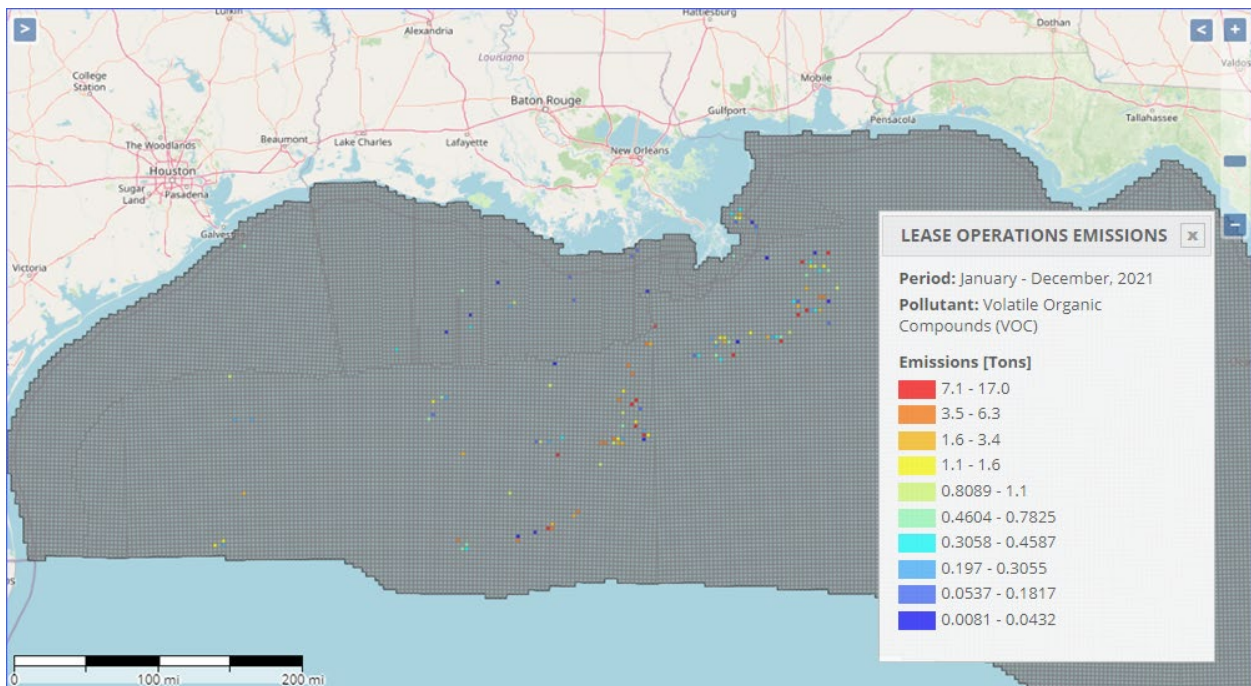 Lufkin
Alexandria
Hattiesburg
Dothan
>
<
+
College
Station
Louisiana
Mobile
Valdos
Baton Rouge
Gulfport
Pensacola
Tallahassee
The Woodlands
Beaumont
Lake Charles
Lafayette
New Orleans
Houston
Sugar
Land
Pasadena
Galves
Victoria
−
LEASE OPERATIONS EMISSIONS
x
Period: January - December, 2021
Pollutant: Volatile Organic
Compounds (VOC)
Emissions [Tons]
7.1 - 17.0
3.5 - 6.3
1.6 - 3.4
1.1 - 1.6
0.8089 - 1.1
0.4604 - 0.7825
0.3058 - 0.4587
0.197 - 0.3055
0.0537 - 0.1817
0.0081 - 0.0432
0
100 mi
200 mi